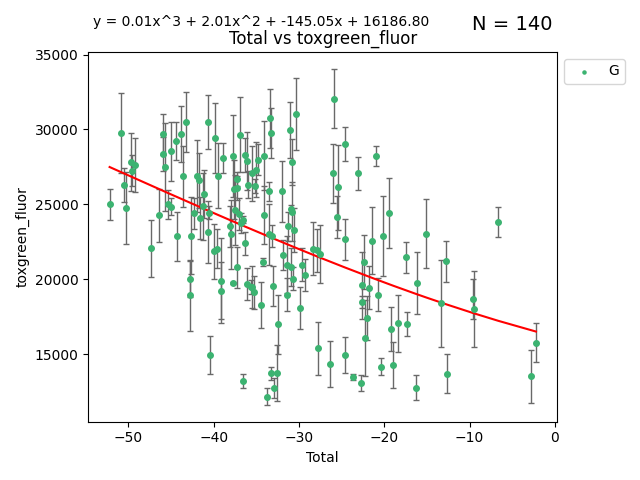 y = 0.01x^3 + 2.01x^2 + -145.05x + 16186.80
N = 140
Total vs toxgreen_fluor
G
35000
30000
25000
20000
15000
toxgreen_fluor
−50 −40 −30 −20 −10 0
Total